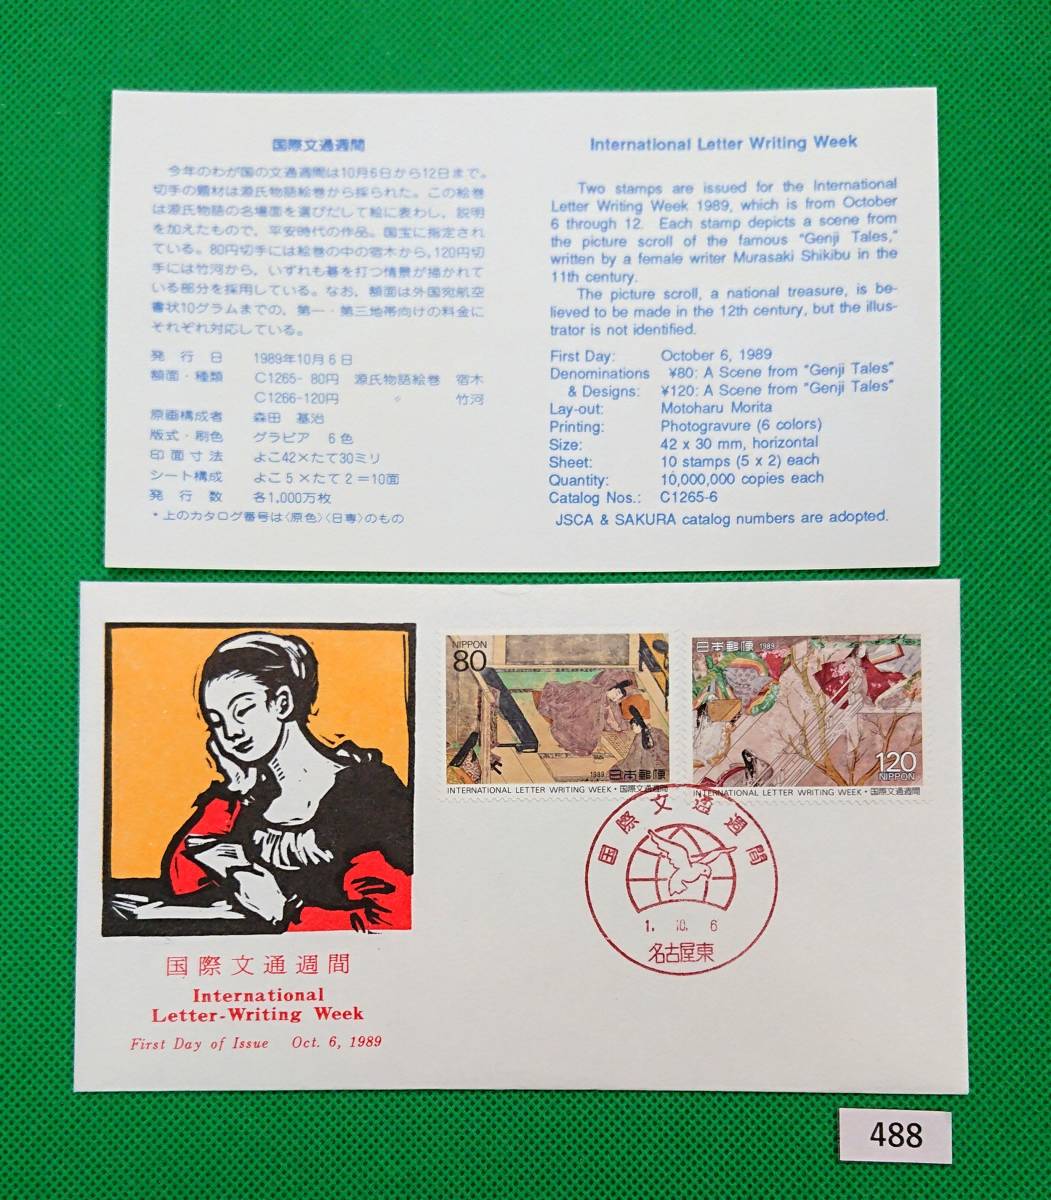 国際文通週間
今年のわが国の文通週間は10月6日から12日まで。
切手の題材は源氏物語絵巻から採られた。この絵巻
は源氏物語の名場面を選びだして絵に表わし、説明
を加えたもので、平安時代の作品。国宝に指定され
ている。80円切手には絵巻の中の宿木から、120円切
手には竹河から、いずれも碁を打つ情景が描かれて
いる部分を採用している。なお、額面は外国宛航空
書状10グラムまでの、第一・第三地帯向けの料金に
それぞれ対応している。
発行日 1989年10月6日
額面・種類 C1265- 80円 源氏物語絵巻 宿木
C1266-120円 〃 竹河
原画構成者 森田 基治
版式・刷色 グラビア 6色
印面寸法 よこ42×たて30ミリ
シート構成 よこ5×たて2=10面
発行数 各1,000万枚
*上のカタログ番号は〈原色〉〈日専〉のもの
International Letter Writing Week
Two stamps are issued for the International
Letter Writing Week 1989, which is from October
6 through 12. Each stamp depicts a scene from
the picture scroll of the famous "Genji Tales,"
written by a female writer Murasaki Shikibu in the
11th century.
The picture scroll, a national treasure, is be-
lieved to be made in the 12th century, but the illus-
trator is not identified.
First Day: October 6, 1989
Denominations ¥80: A Scene from "Genji Tales"
& Designs: ¥120: A Scene from "Genji Tales"
Lay-out: Motoharu Morita
Printing: Photogravure (6 colors)
Size: 42 x 30 mm, horizontal
Sheet: 10 stamps (5 x 2) each
Quantity: 10,000,000 copies each
Catalog Nos.: C1265-6
JSCA & SAKURA catalog numbers are adopted.
NIPPON
80
1989 日本郵便
INTERNATIONAL LETTER WRITING WEEK・国際文通週間
日本郵便 1989
120
NIPPON
INTERNATIONAL LETTER WRITING WEEK・国際文通週間
国際文通週間
1. 10. 6
名古屋東
国際文通週間
International
Letter-Writing Week
First Day of Issue Oct. 6, 1989
488